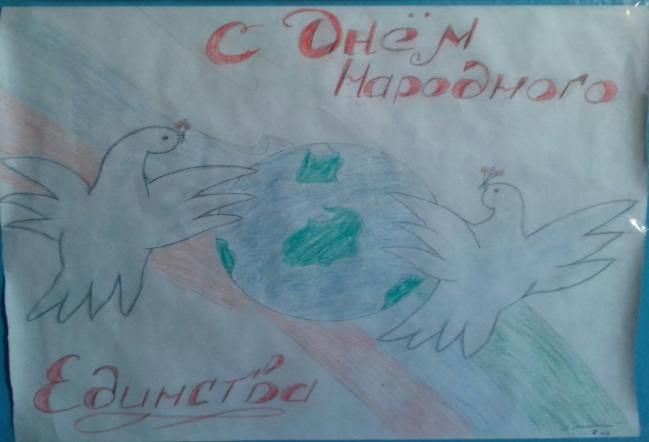 С Днём
Народного
Единства